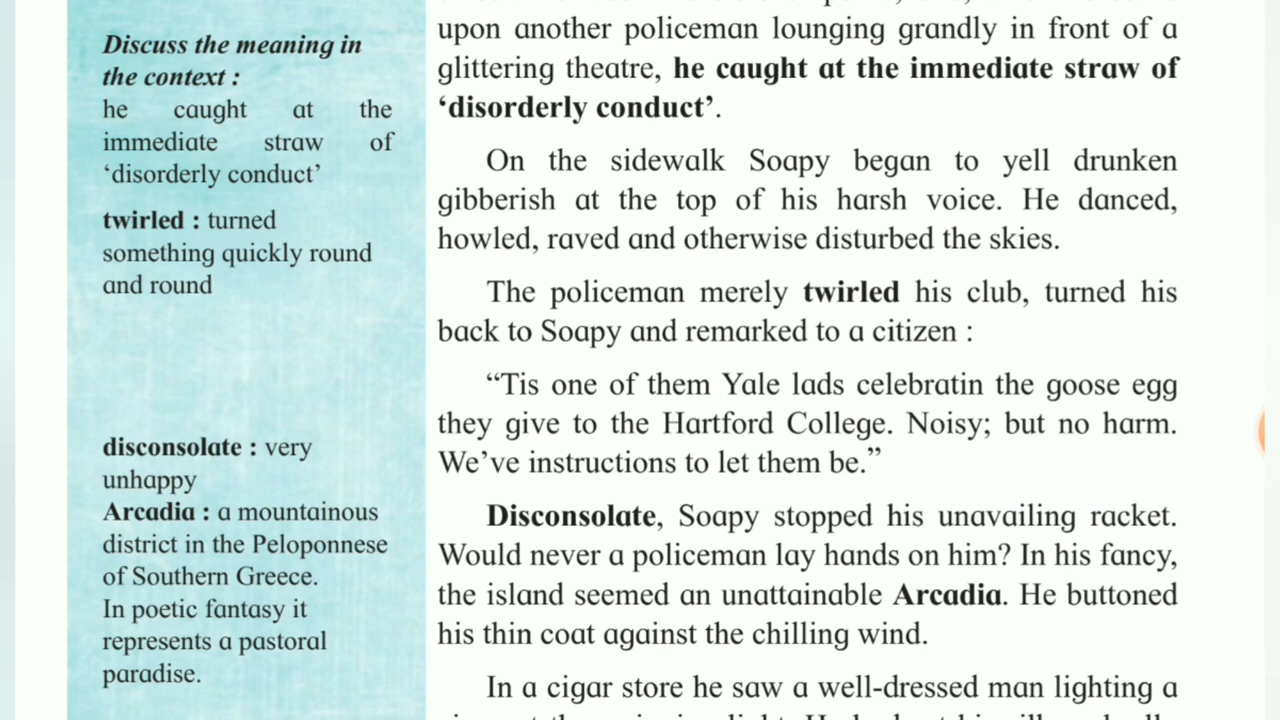 Discuss the meaning in
the context :
he caught at the
immediate straw of
‘disorderly conduct’
twirled : turned
something quickly round
and round
disconsolate : very
unhappy
Arcadia : a mountainous
district in the Peloponnese
of Southern Greece.
In poetic fantasy it
represents a pastoral
paradise.
upon another policeman lounging grandly in front of a
glittering theatre, he caught at the immediate straw of
‘disorderly conduct’.
On the sidewalk Soapy began to yell drunken
gibberish at the top of his harsh voice. He danced,
howled, raved and otherwise disturbed the skies.
The policeman merely twirled his club, turned his
back to Soapy and remarked to a citizen :
“Tis one of them Yale lads celebratin the goose egg
they give to the Hartford College. Noisy; but no harm.
We’ve instructions to let them be.”
Disconsolate, Soapy stopped his unavailing racket.
Would never a policeman lay hands on him? In his fancy,
the island seemed an unattainable Arcadia. He buttoned
his thin coat against the chilling wind.
In a cigar store he saw a well-dressed man lighting a